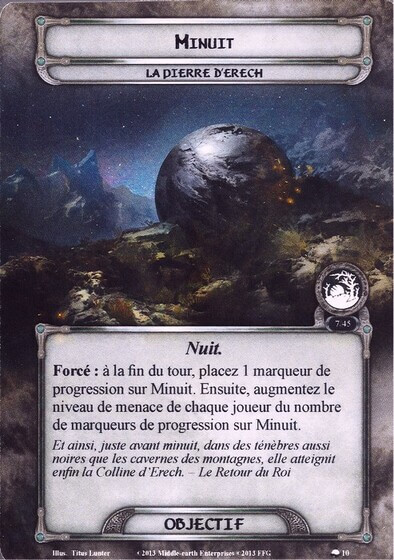 Minuit
LA PIERRE D'ERECH
7/45
Nuit.
Forcé : à la fin du tour, placez 1 marqueur de
progression sur Minuit. Ensuite, augmentez le
niveau de menace de chaque joueur du nombre
de marqueurs de progression sur Minuit.
Et ainsi, juste avant minuit, dans des ténèbres aussi
noires que les cavernes des montagnes, elle atteignit
enfin la Colline d'Erech. – Le Retour du Roi
OBJECTIF
Illus. Titus Lunter ©2013 Middle-earth Enterprises ©2013 FFG 10